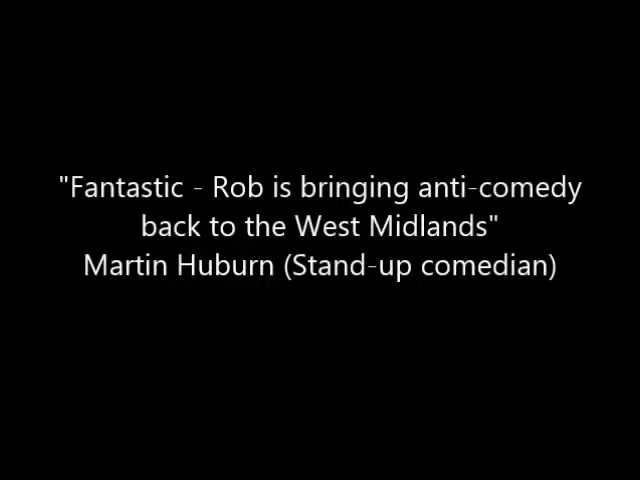 "Fantastic - Rob is bringing anti-comedy
back to the West Midlands"
Martin Huburn (Stand-up comedian)